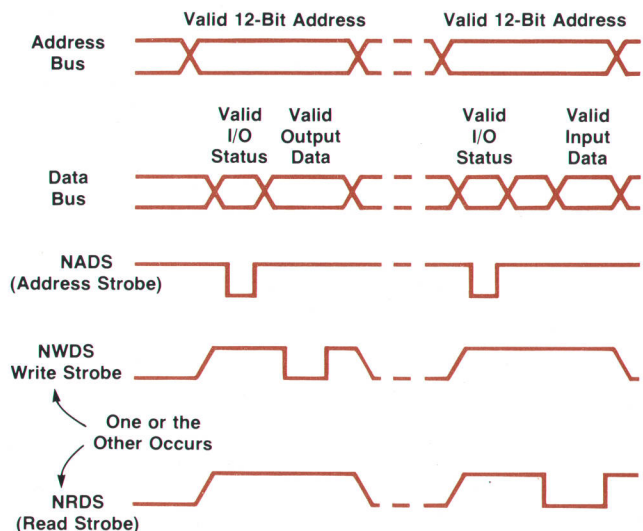 Valid 12-Bit Address
Valid 12-Bit Address
Address
Bus
Valid
I/O
Status
Valid
Output
Data
Valid
I/O
Status
Valid
Input
Data
Data
Bus
NADS
(Address Strobe)
NWDS
Write Strobe
One or the
Other Occurs
NRDS
(Read Strobe)